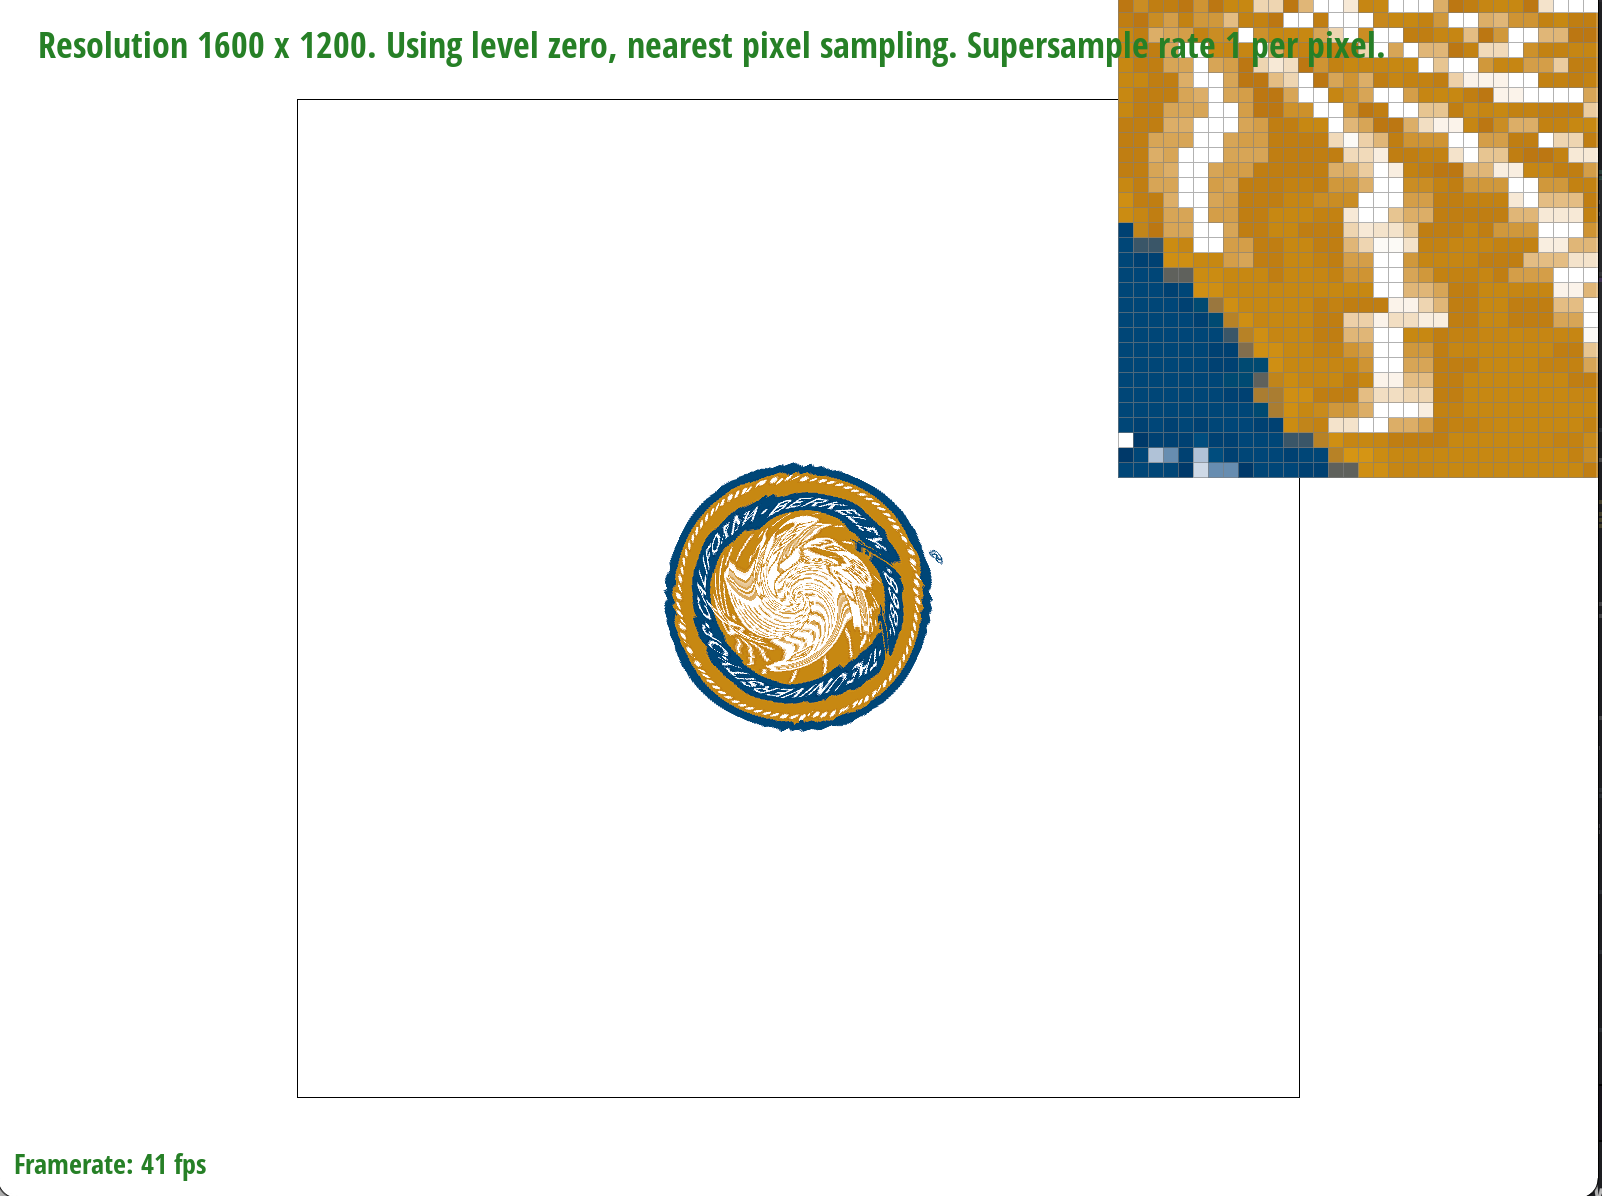 Resolution 1600 x 1200. Using level zero, nearest pixel sampling. Supersample rate 1 per pixel.
BERKELEY
THE UNIVERSITY OF CALIFORNIA
Framerate: 41 fps